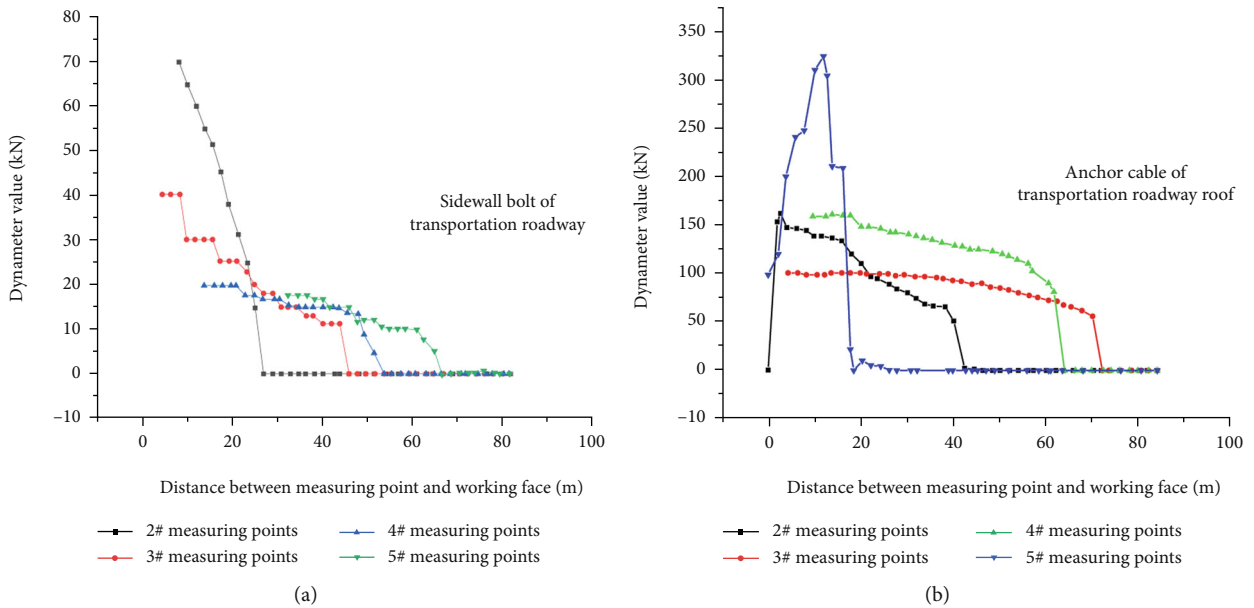 80
70
60
50
40
30
20
10
0
−10
Dynameter value (kN)
Sidewall bolt of
transportation roadway
0 20 40 60 80 100
Distance between measuring point and working face (m)
2# measuring points 4# measuring points
3# measuring points 5# measuring points
(a)
350
300
250
200
150
100
50
0
−10
Dynameter value (kN)
Anchor cable of
transportation roadway roof
0 20 40 60 80 100
Distance between measuring point and working face (m)
2# measuring points 4# measuring points
3# measuring points 5# measuring points
(b)